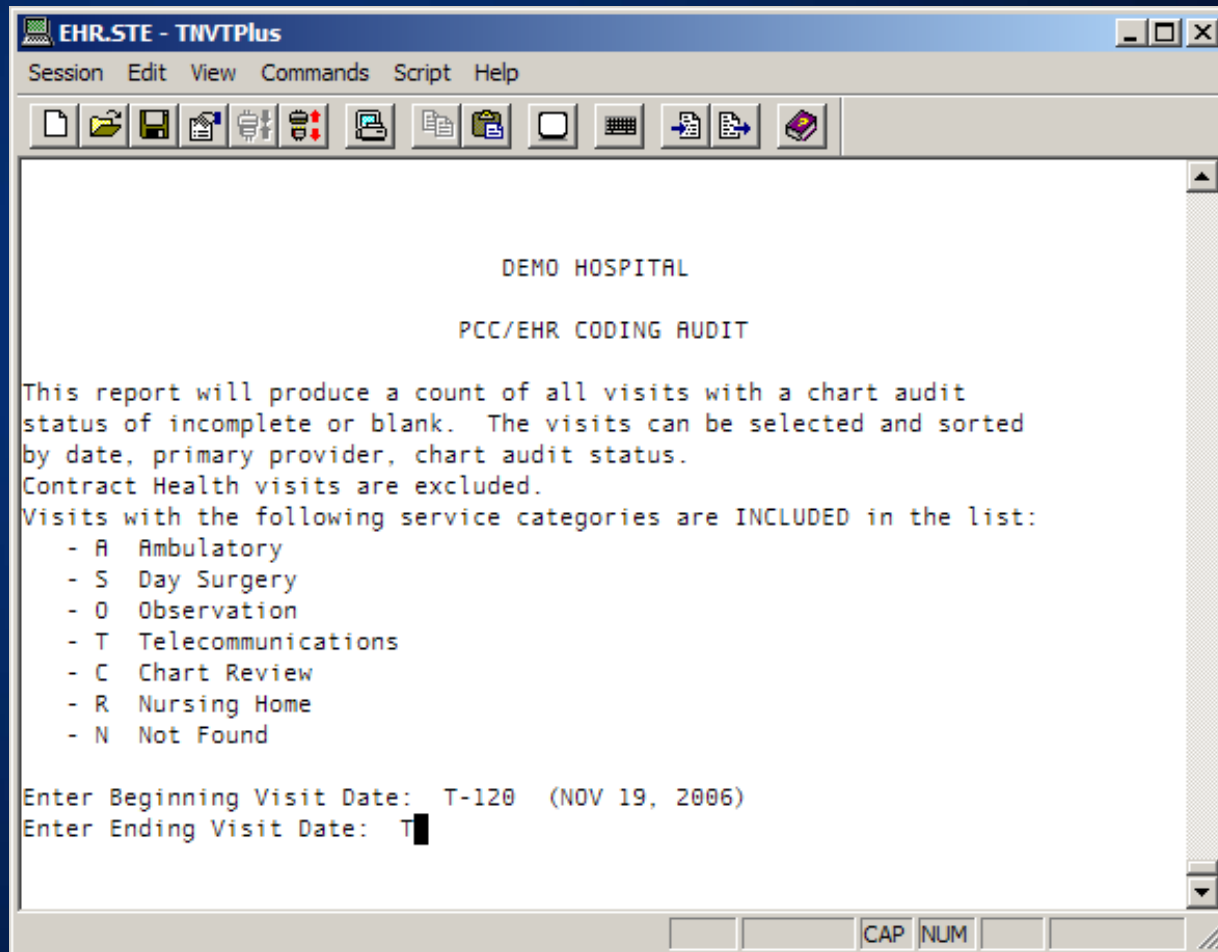 EHR.STE - TNVTPlus
Session Edit View Commands Script Help
DEMO HOSPITAL
PCC/EHR CODING AUDIT
This report will produce a count of all visits with a chart audit
status of incomplete or blank.  The visits can be selected and sorted
by date, primary provider, chart audit status.
Contract Health visits are excluded.
Visits with the following service categories are INCLUDED in the list:
- A  Ambulatory
- S  Day Surgery
- O  Observation
- T  Telecommunications
- C  Chart Review
- R  Nursing Home
- N  Not Found
Enter Beginning Visit Date:  T-120  (NOV 19, 2006)
Enter Ending Visit Date:  T
CAP NUM